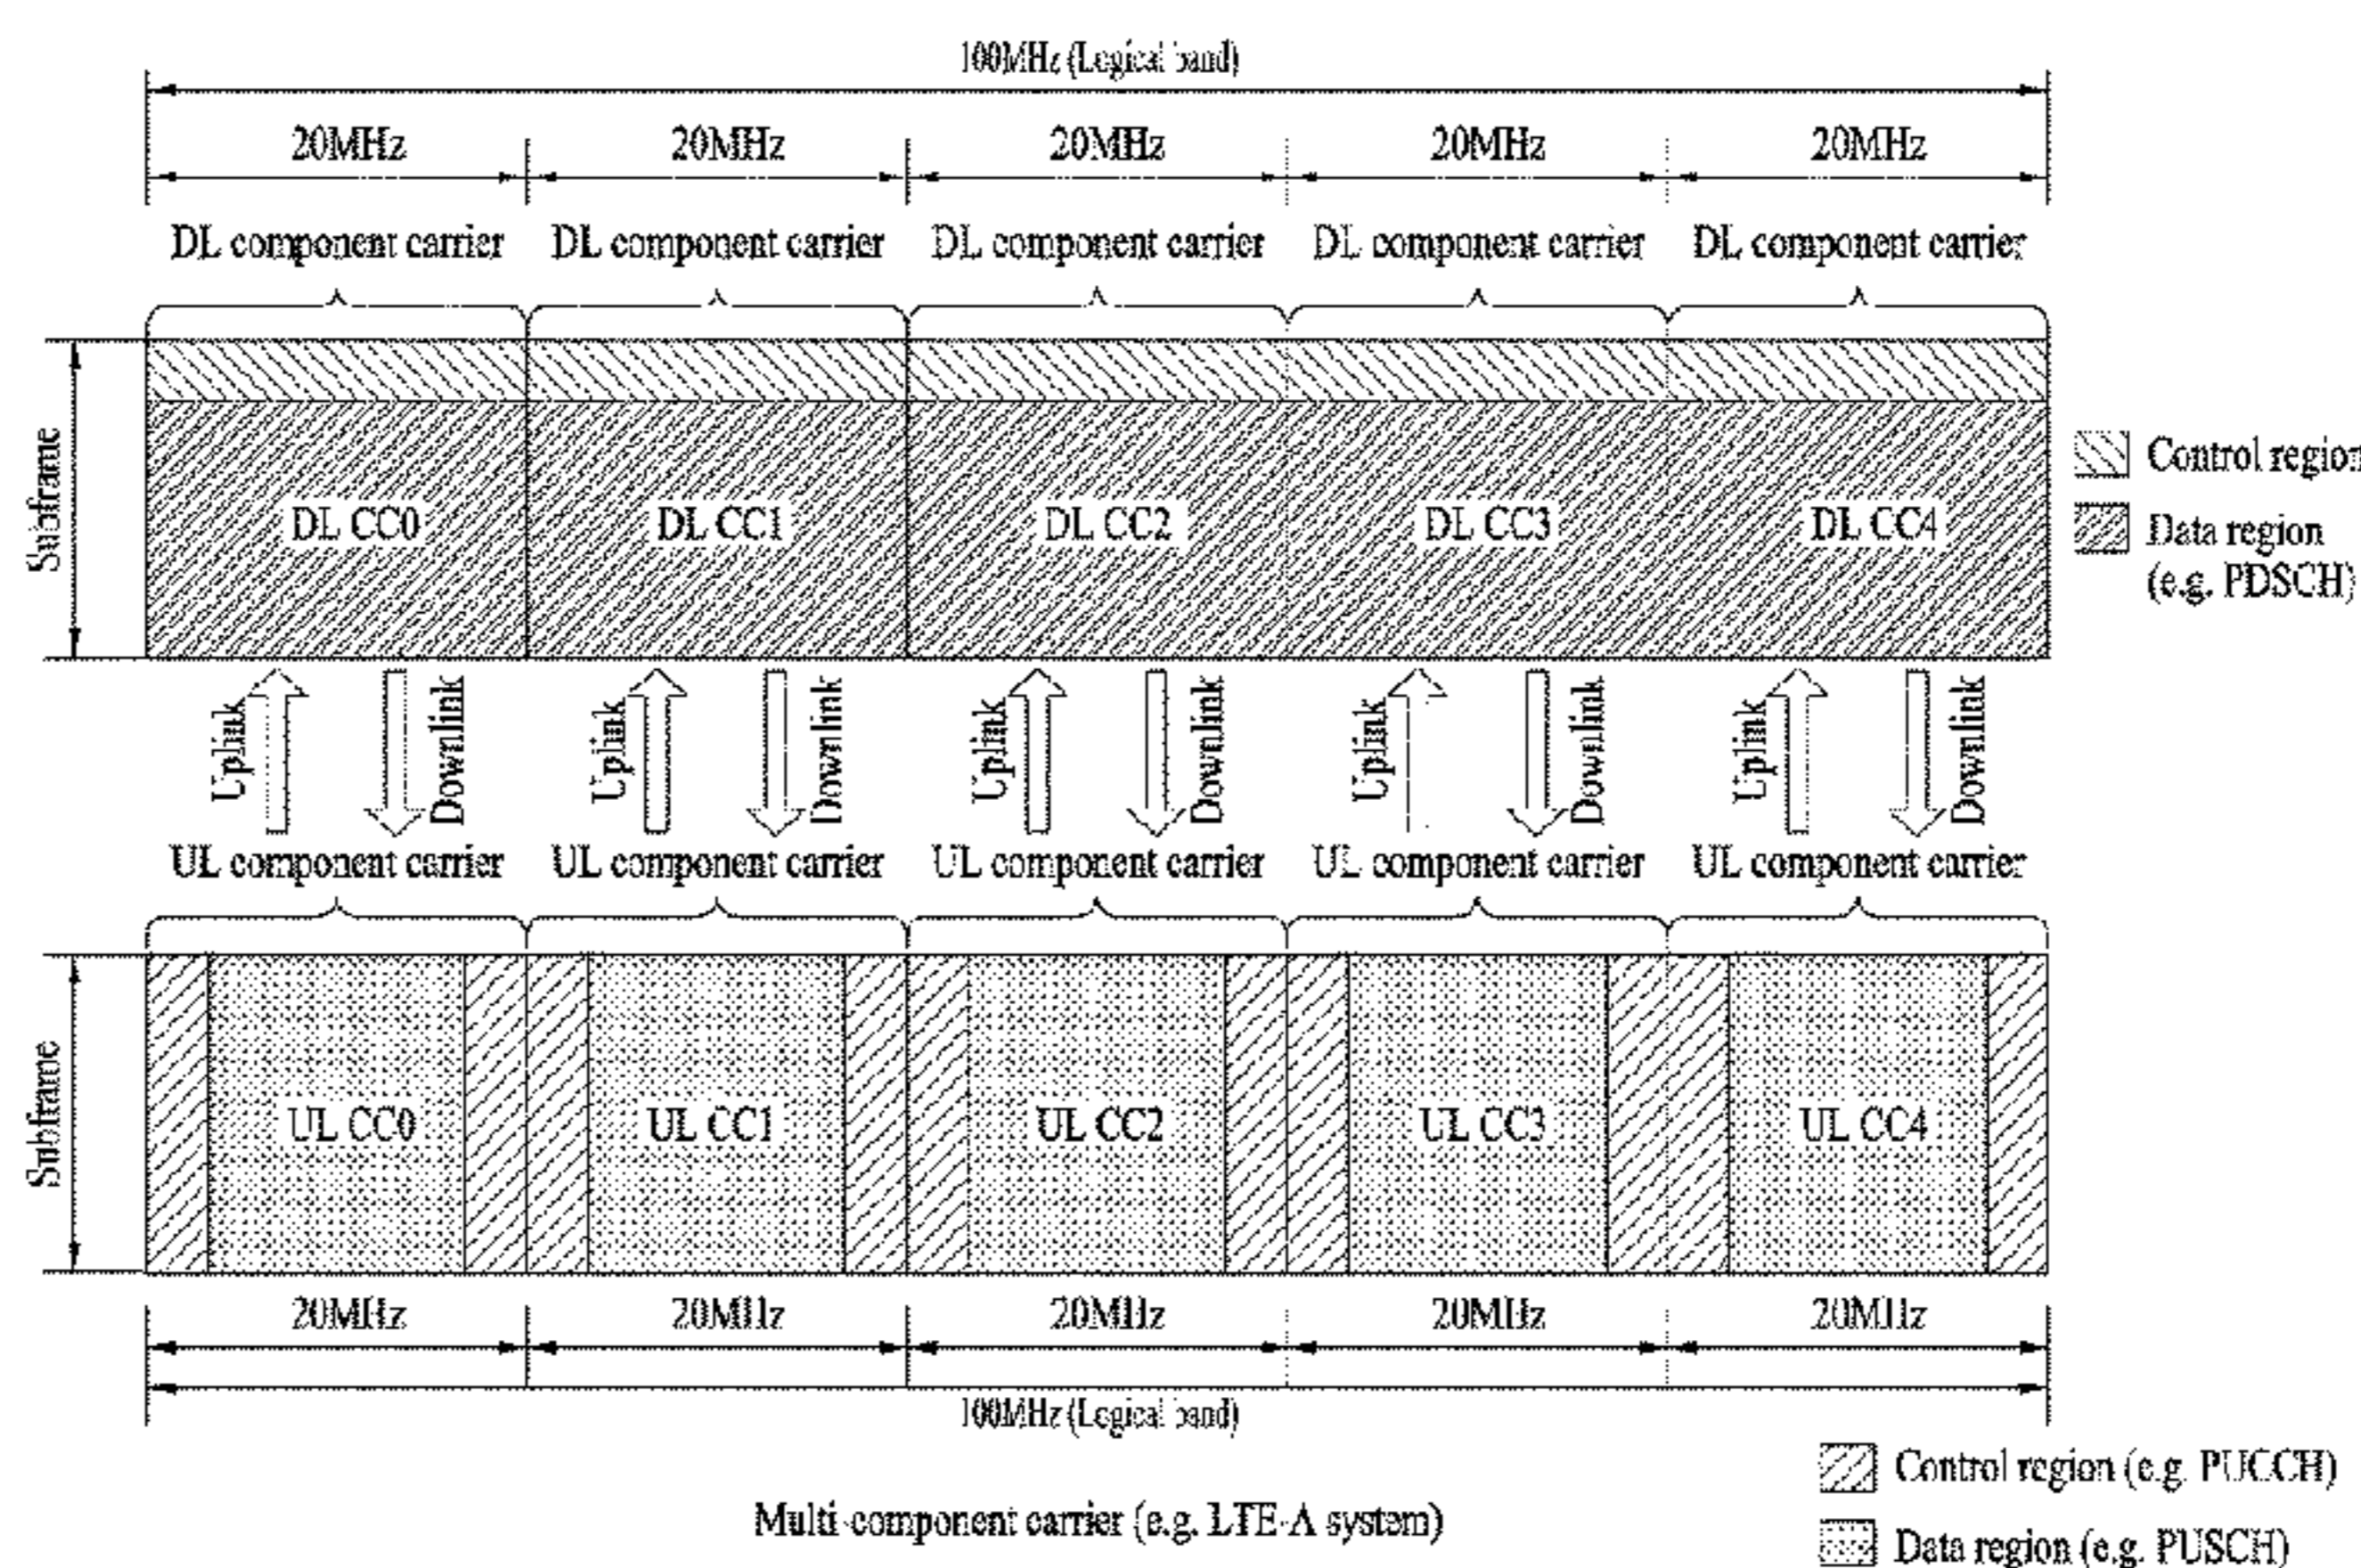 100MHz (Logical band)
20MHz 20MHz 20MHz 20MHz 20MHz
DL component carrier DL component carrier DL component carrier DL component carrier DL component carrier
Subframe
DL CC0 DL CC1 DL CC2 DL CC3 DL CC4
Control region
Data region
(e.g. PDSCH)
Uplink Downlink Uplink Downlink Uplink Downlink Uplink Downlink Uplink Downlink
UL component carrier UL component carrier UL component carrier UL component carrier UL component carrier
Subframe
UL CC0 UL CC1 UL CC2 UL CC3 UL CC4
20MHz 20MHz 20MHz 20MHz 20MHz
100MHz (Logical band)
Control region (e.g. PUCCH)
Multi-component carrier (e.g. LTE-A system)
Data region (e.g. PUSCH)